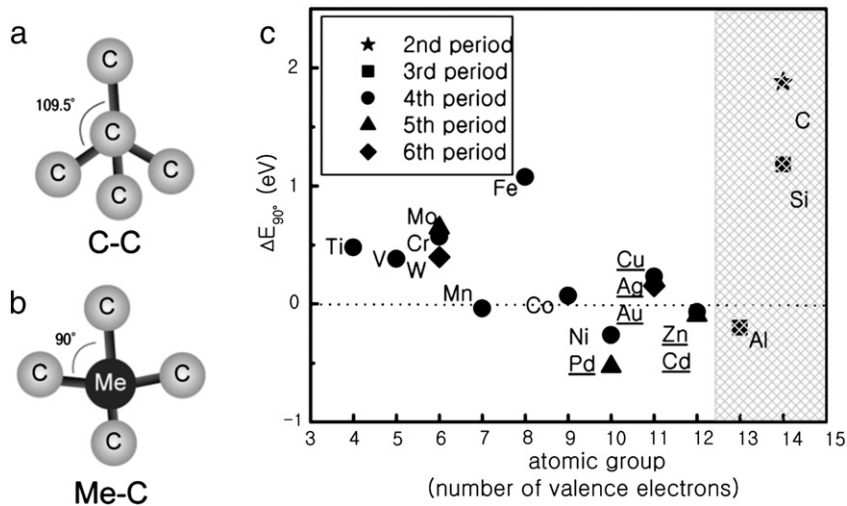 a
C
109.5°
C
C
C
C
C-C
b
C
90°
C
Me
C
C
Me-C
c
2nd period
3rd period
4th period
5th period
6th period
ΔE90° (eV)
2
1
0
-1
C
Si
Fe
Mo
Ti
Cr
V
W
Mn
Co
Cu
Ag
Au
Ni
Pd
Zn
Cd
Al
3 4 5 6 7 8 9 10 11 12 13 14 15
atomic group
(number of valence electrons)